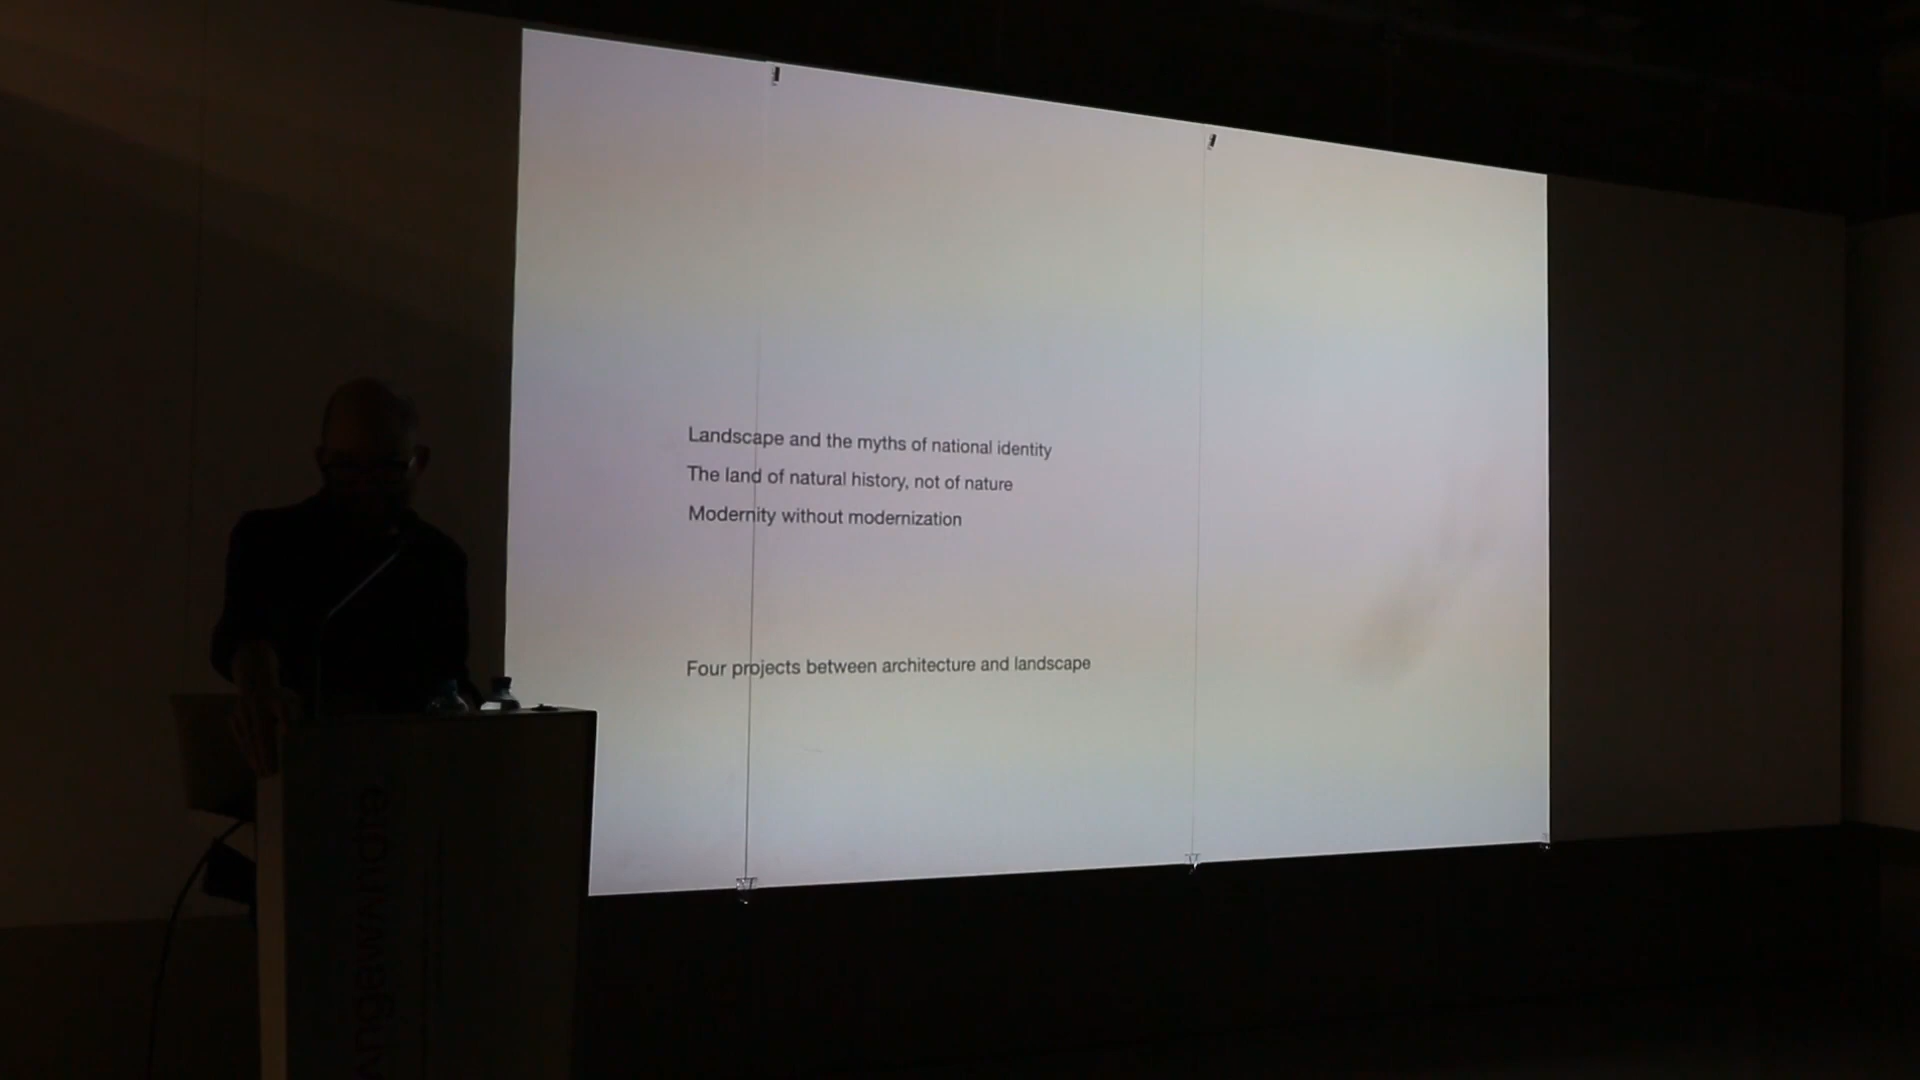 Landscape and the myths of national identity
The land of natural history, not of nature
Modernity without modernization
Four projects between architecture and landscape